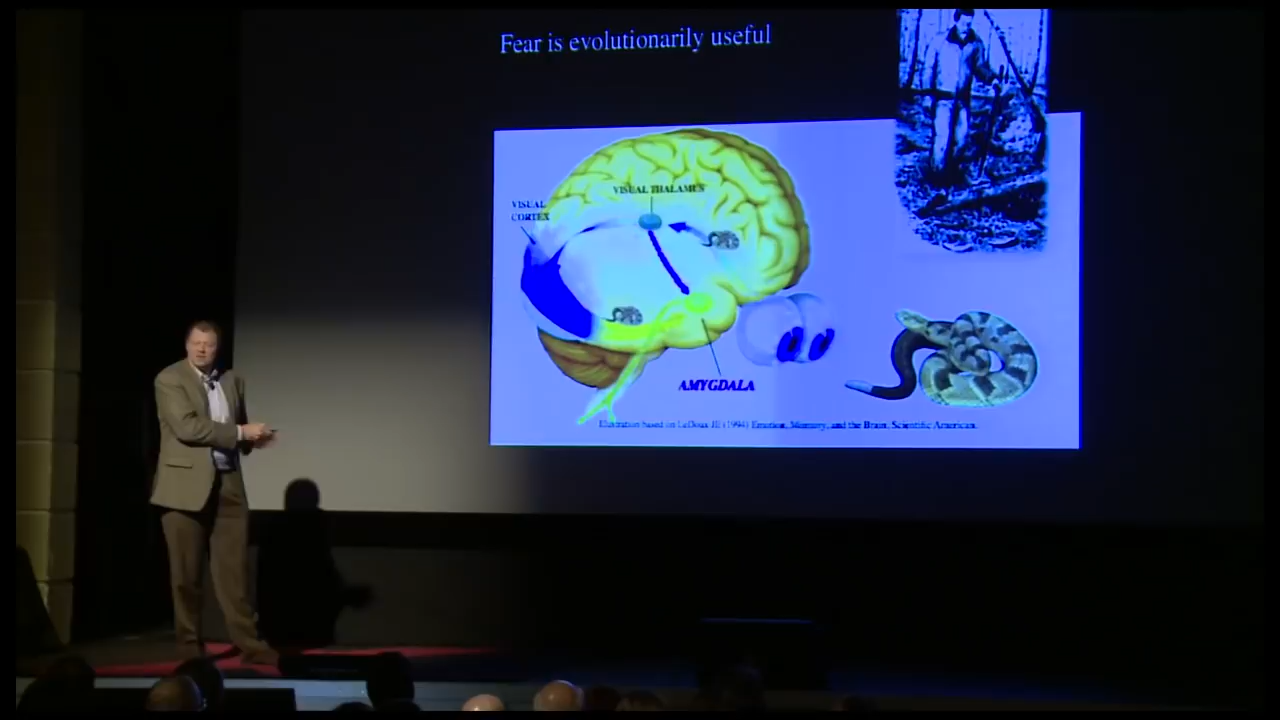 Fear is evolutionarily useful
VISUAL THALAMUS
VISUAL
CORTEX
AMYGDALA
Illustration based in LeDoux JE (1994) Emotion, Memory, and the Brain, Scientific American.